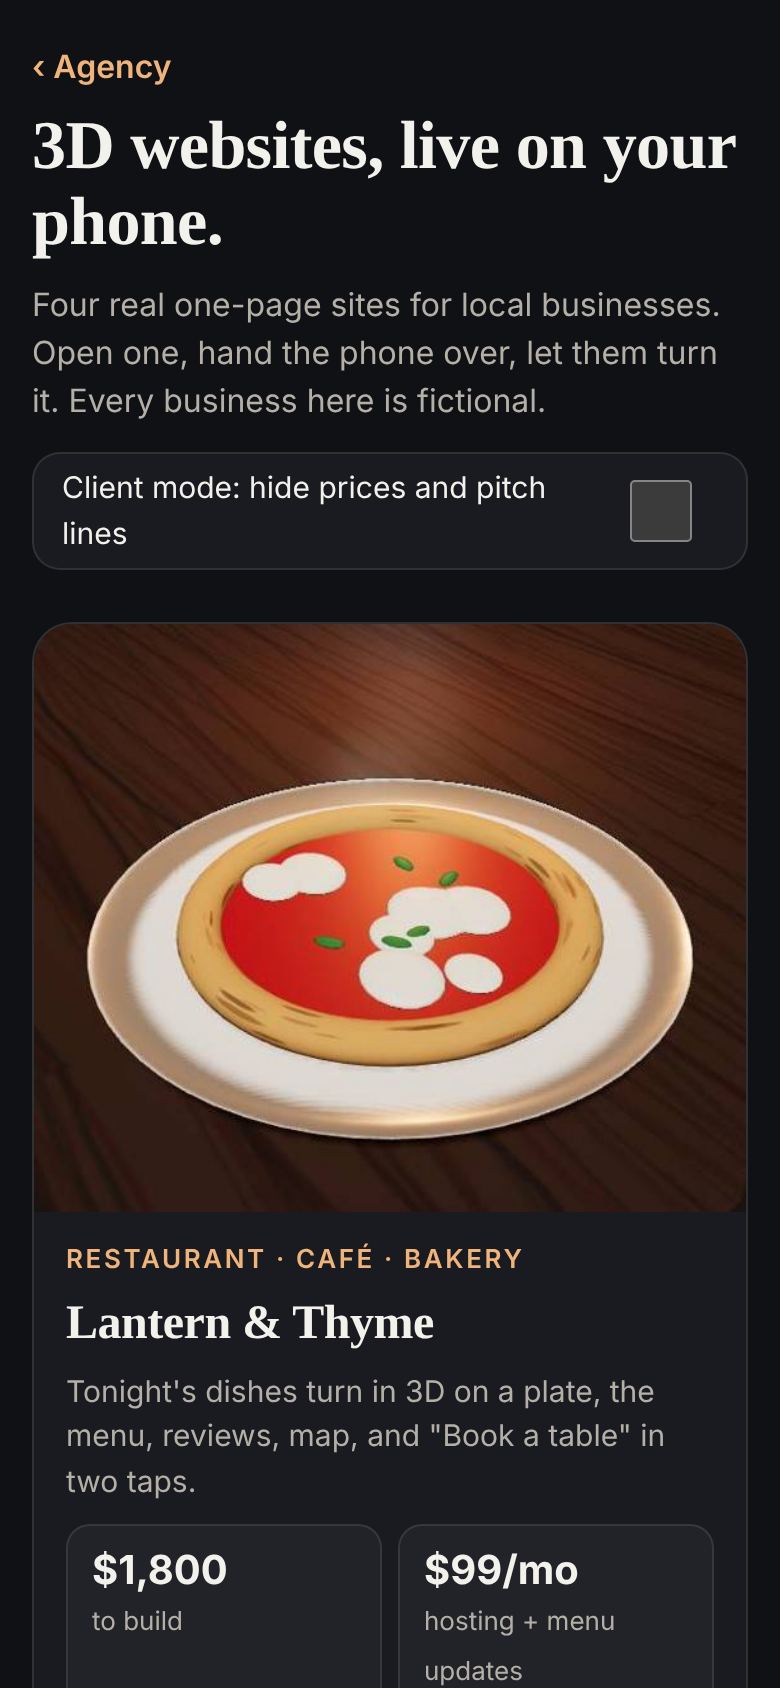 ‹ Agency
3D websites, live on your
phone.
Four real one-page sites for local businesses.
Open one, hand the phone over, let them turn
it. Every business here is fictional.
Client mode: hide prices and pitch
lines
RESTAURANT · CAFÉ · BAKERY
Lantern & Thyme
Tonight's dishes turn in 3D on a plate, the
menu, reviews, map, and "Book a table" in
two taps.
$1,800
to build
$99/mo
hosting + menu
updates